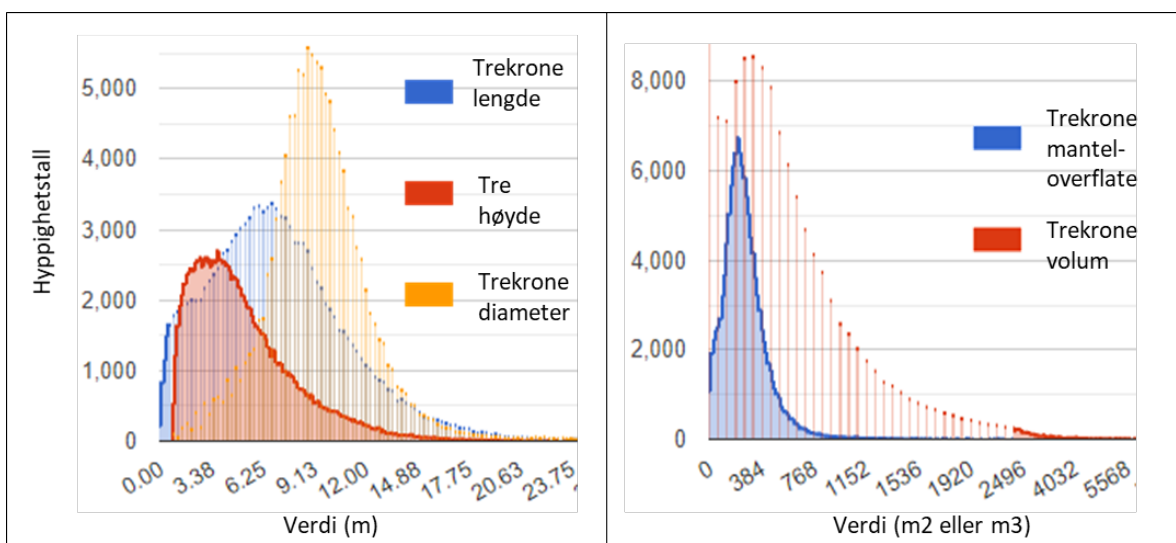 Hyppighetstall
5,000
4,000
3,000
2,000
1,000
0
Trekrone
lengde
Tre
høyde
Trekrone
diameter
0.00
3.38
6.25
9.13
12.00
14.88
17.75
20.63
23.75
Verdi (m)
8,000
6,000
4,000
2,000
0
Trekrone
mantel-
overflate
Trekrone
volum
0
384
768
1152
1536
1920
2496
4032
5568
Verdi (m2 eller m3)